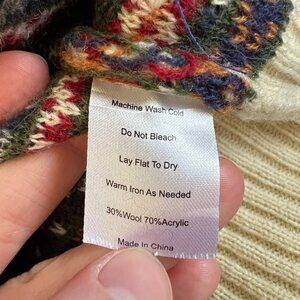 Machine Wash Cold
Do Not Bleach
Lay Flat To Dry
Warm Iron As Needed
30%Wool 70%Acrylic
Made In China